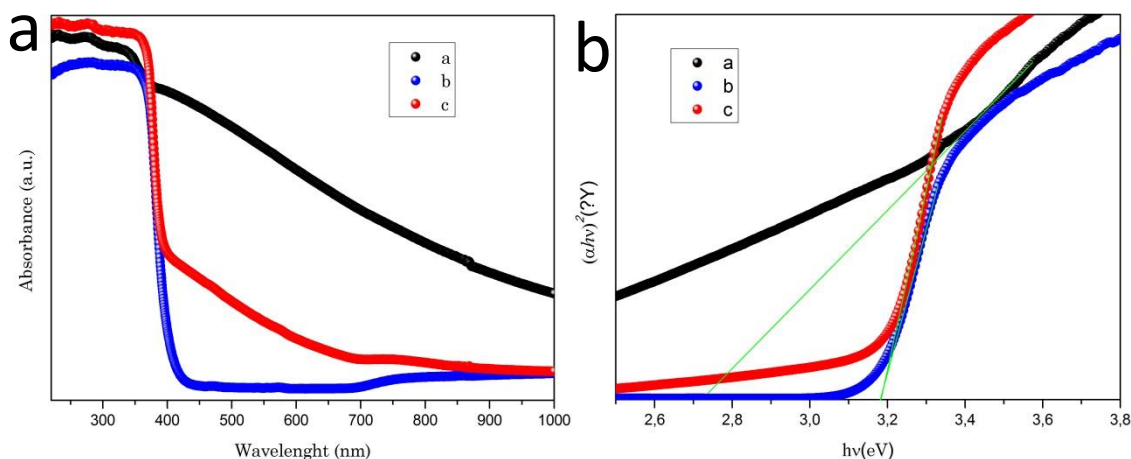 a
a
b
c
Absorbance (a.u.)
300 400 500 600 700 800 900 1000
Wavelenght (nm)
b
a
b
c
(αhν)²(?Y)
2,6 2,8 3,0 3,2 3,4 3,6 3,8
hν(eV)